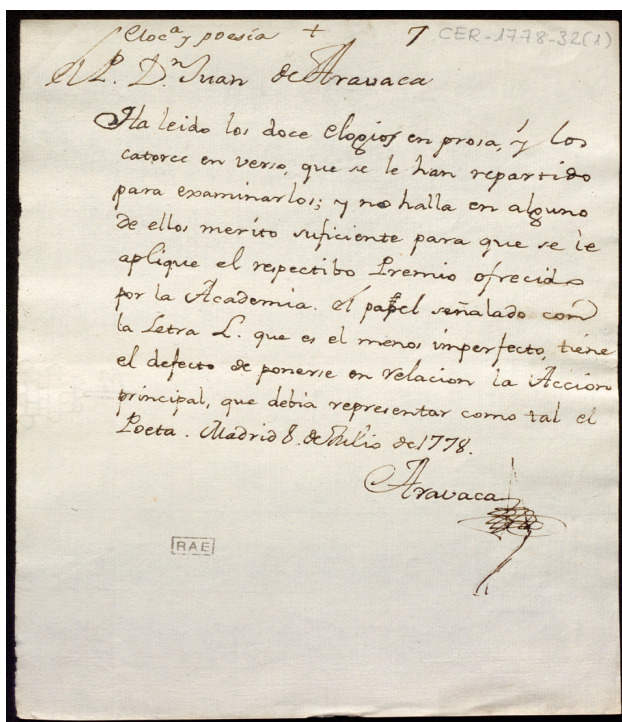 Elocª y poesía + 7 CER-1778-32(1)
El P. D.n Juan de Aravaca
Ha leido los doce Elogios en prosa, y los
catorce en verso, que se le han repartido
para examinarlos; y no halla en alguno
de ellos merito suficiente para que se le
aplique el respectibo Premio ofrecido
por la Academia. El papel señalado con
la Letra L. que es el menos imperfecto, tiene
el defecto de ponerse en relacion la Accion
principal, que debia representar como tal el
Poeta. Madrid 8. de Julio de 1778.
Aravaca
RAE